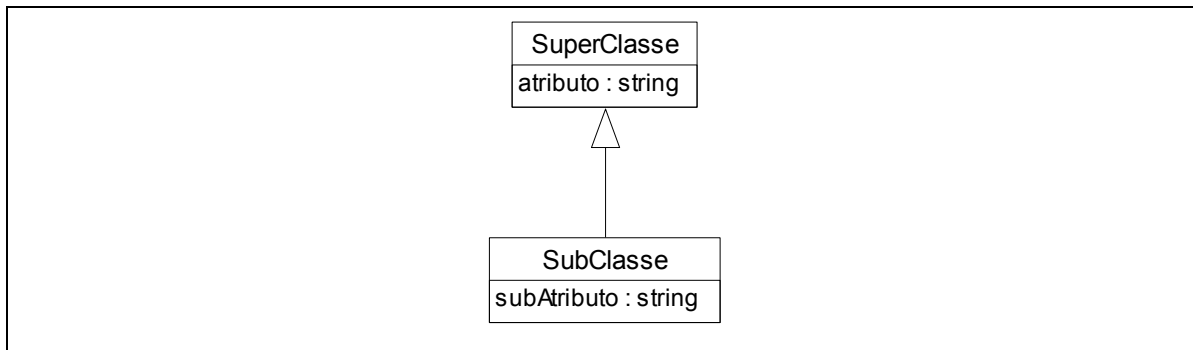 SuperClasse
atributo : string
SubClasse
subAtributo : string